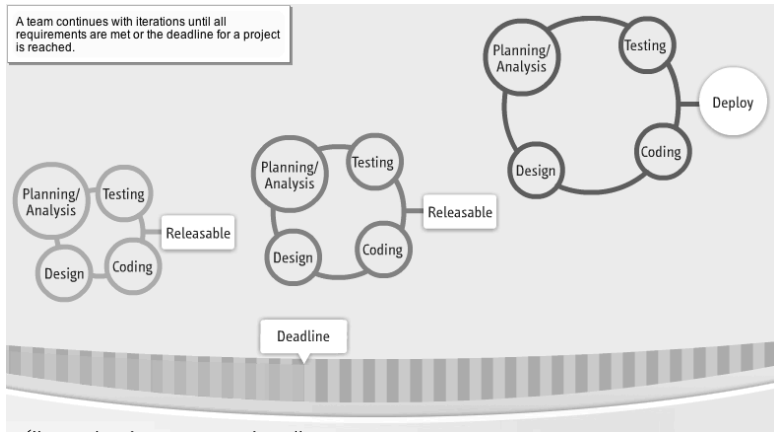 A team continues with iterations until all
requirements are met or the deadline for a project
is reached.
Planning/
Analysis
Testing
Design
Coding
Releasable
Planning/
Analysis
Testing
Design
Coding
Releasable
Planning/
Analysis
Testing
Design
Coding
Deploy
Deadline